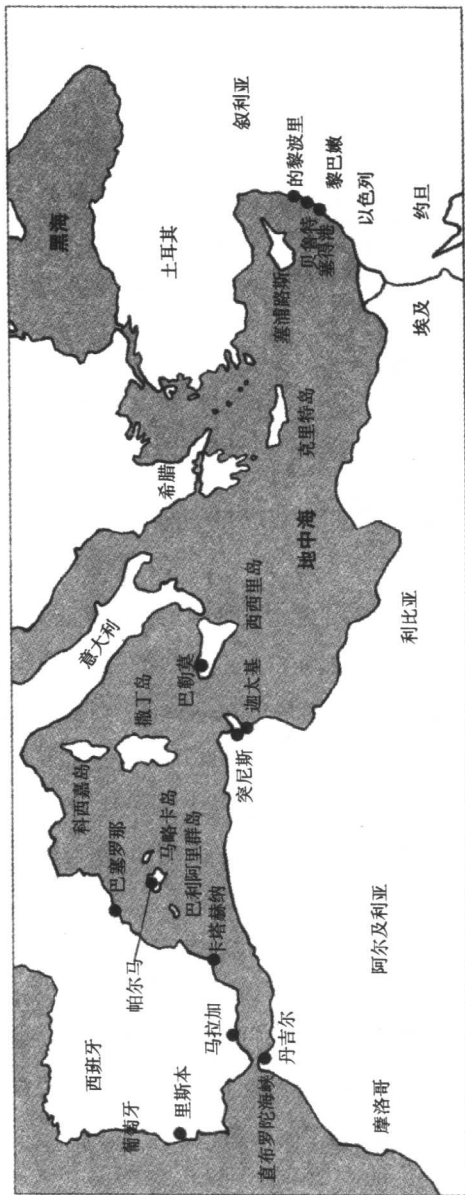 黑海
土耳其
叙利亚
的黎波里
黎巴嫩
贝鲁特
塞得港
以色列
约旦
埃及
塞浦路斯
克里特岛
希腊
地中海
利比亚
意大利
西西里岛
巴勒莫
迦太基
突尼斯
撒丁岛
科西嘉岛
巴塞罗那
马略卡岛
巴利阿里群岛
帕尔马
卡塔赫纳
阿尔及利亚
马拉加
丹吉尔
直布罗陀海峡
西班牙
葡萄牙
里斯本
摩洛哥